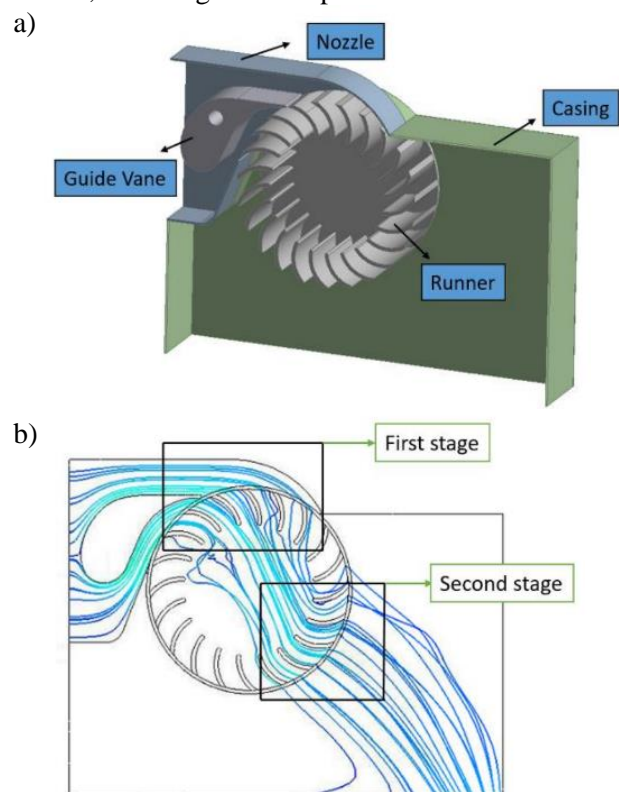 a)
Nozzle
Casing
Guide Vane
Runner
b)
First stage
Second stage